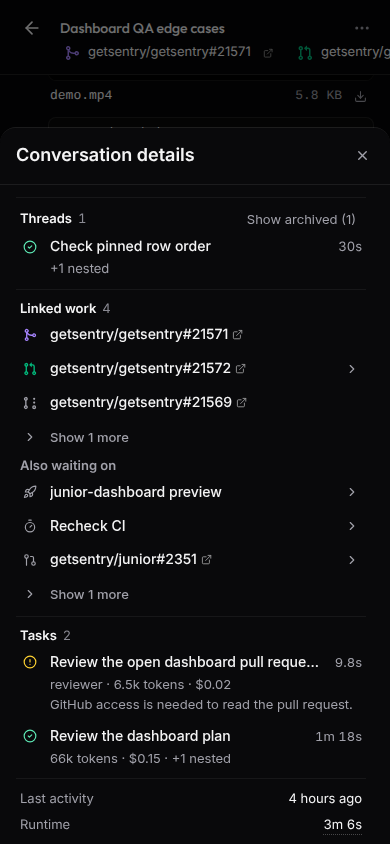 Dashboard QA edge cases
getsentry/getsentry#21571 getsentry/g
demo.mp4 5.8 KB
Conversation details
Threads 1 Show archived (1)
Check pinned row order 30s
+1 nested
Linked work 4
getsentry/getsentry#21571
getsentry/getsentry#21572
getsentry/getsentry#21569
Show 1 more
Also waiting on
junior-dashboard preview
Recheck CI
getsentry/junior#2351
Show 1 more
Tasks 2
Review the open dashboard pull reque... 9.8s
reviewer · 6.5k tokens · $0.02
GitHub access is needed to read the pull request.
Review the dashboard plan 1m 18s
66k tokens · $0.15 · +1 nested
Last activity 4 hours ago
Runtime 3m 6s